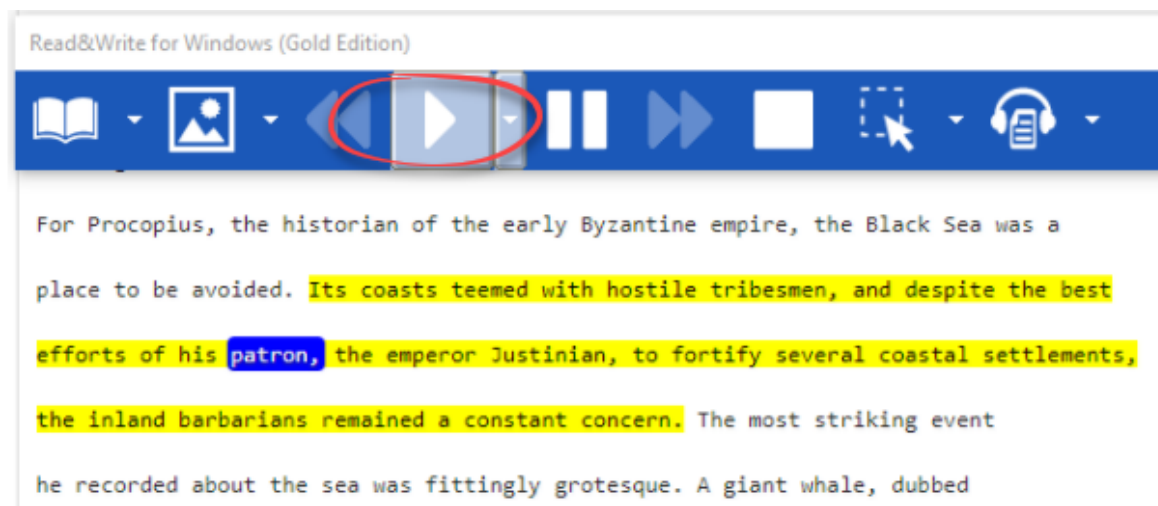 Read&Write for Windows (Gold Edition)
For Procopius, the historian of the early Byzantine empire, the Black Sea was a
place to be avoided. Its coasts teemed with hostile tribesmen, and despite the best
efforts of his patron, the emperor Justinian, to fortify several coastal settlements,
the inland barbarians remained a constant concern. The most striking event
he recorded about the sea was fittingly grotesque. A giant whale, dubbed